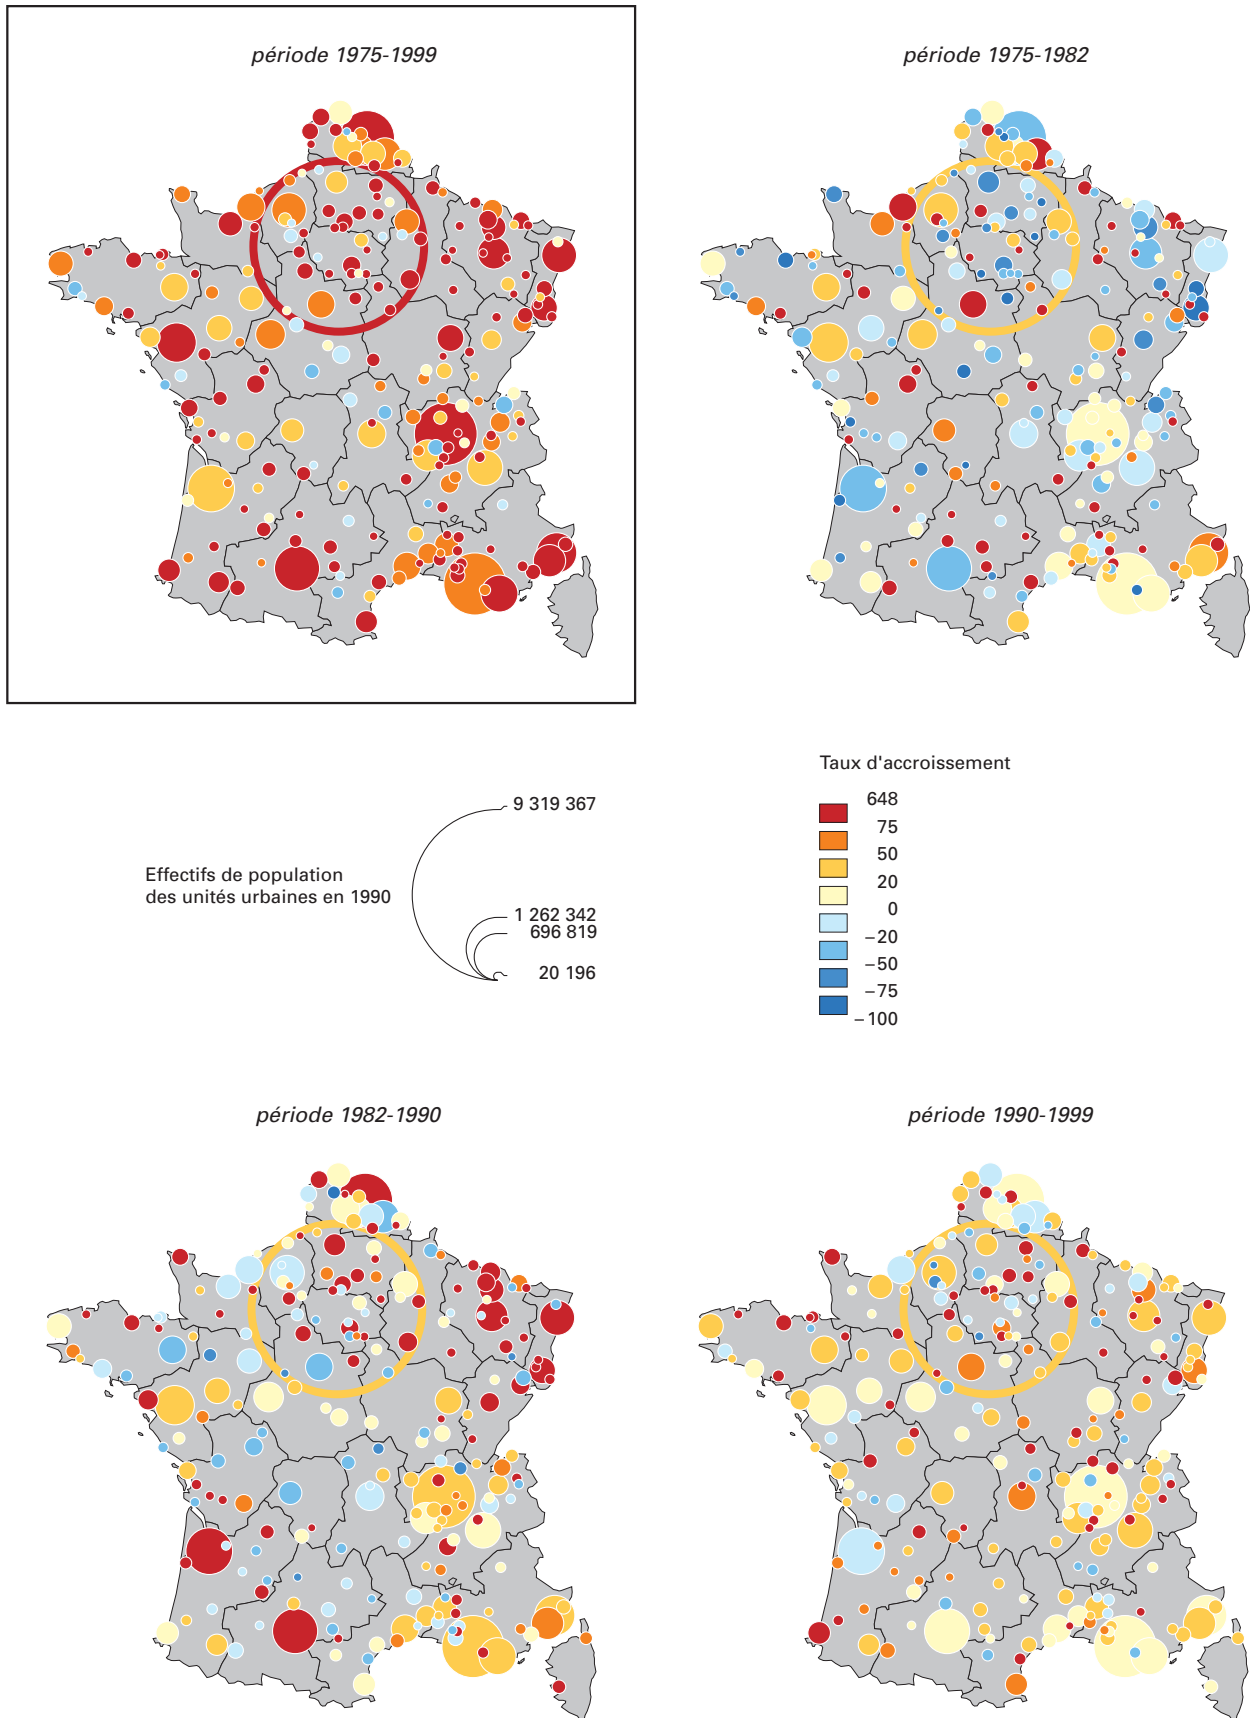 période 1975-1999
période 1975-1982
Taux d'accroissement
648
75
50
20
0
−20
−50
−75
−100
Effectifs de population
des unités urbaines en 1990
9 319 367
1 262 342
696 819
20 196
période 1982-1990
période 1990-1999